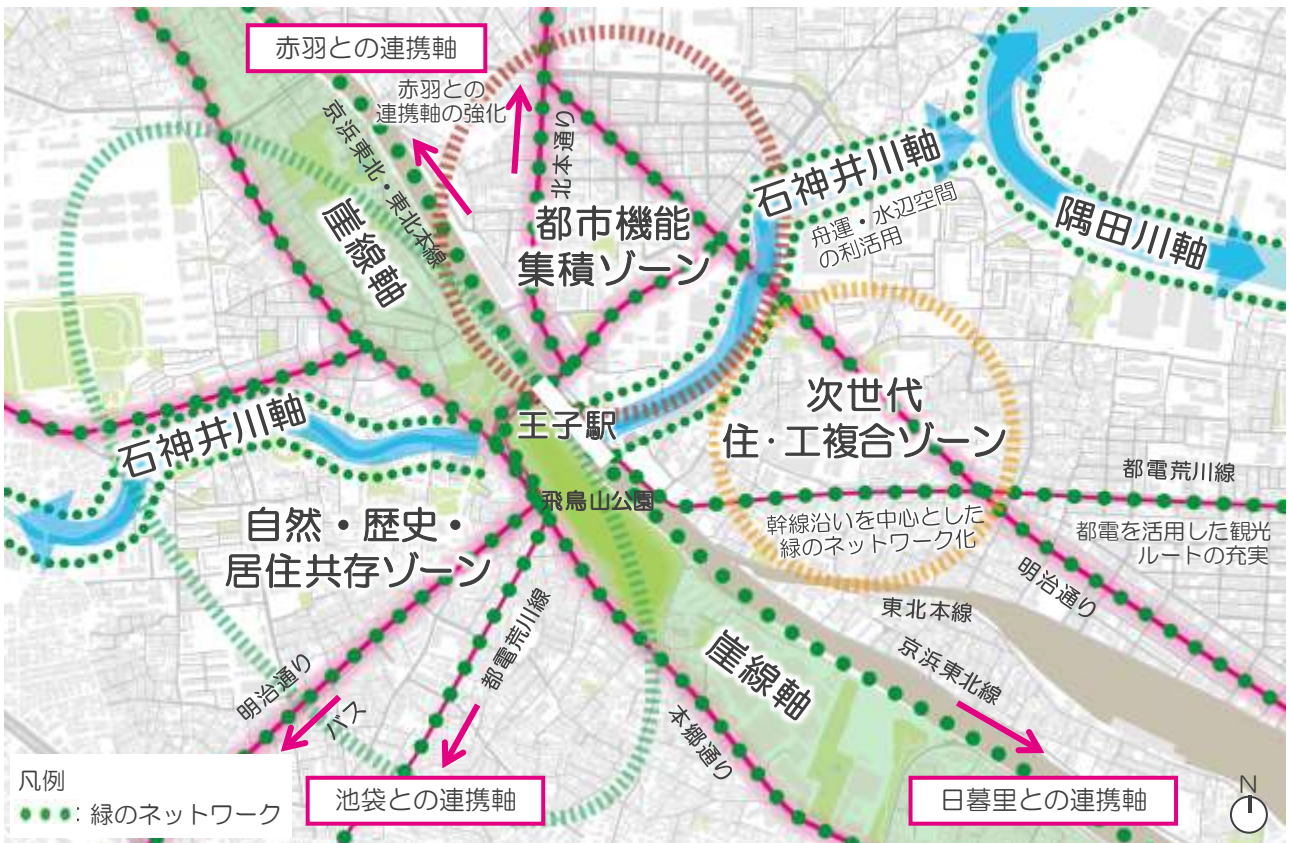 赤羽との連携軸
赤羽との
連携軸の強化
京浜東北・東北本線
北本通り
崖線軸
都市機能
集積ゾーン
石神井川軸
舟運・水辺空間
の利活用
隅田川軸
石神井川軸
王子駅
次世代
住・工複合ゾーン
飛鳥山公園
都電荒川線
自然・歴史・
居住共存ゾーン
幹線沿いを中心とした
緑のネットワーク化
都電を活用した観光
ルートの充実
明治通り
東北本線
京浜東北線
都電荒川線
崖線軸
明治通り
バス
本郷通り
凡例
：緑のネットワーク
池袋との連携軸
日暮里との連携軸
N